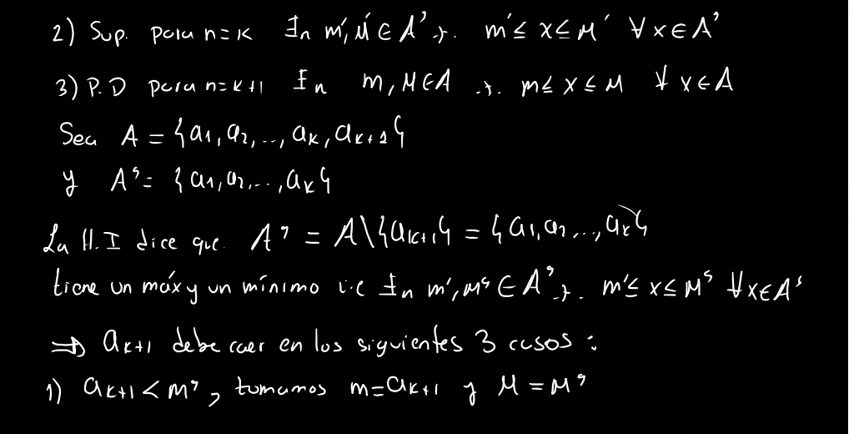 2) Sup. para n=k ∃n m', M' ∈ A' .t. m' ≤ x ≤ M' ∀x∈A'
3) P.D para n=k+1 ∃n m, M∈A .t. m ≤ x ≤ M ∀x∈A
Sea A = {a1, a2, .., ak, ak+1}
y A' = {a1, a2, .., ak}
La H.I dice que A' = A\{ak+1} = {a1, a2, .., ak}
tiene un máx y un mínimo i.e ∃n m', M' ∈ A' .t. m' ≤ x ≤ M' ∀x∈A'
⟹ ak+1 debe caer en los siguientes 3 casos :
1) ak+1 < m', tomamos m=ak+1 y M = M'